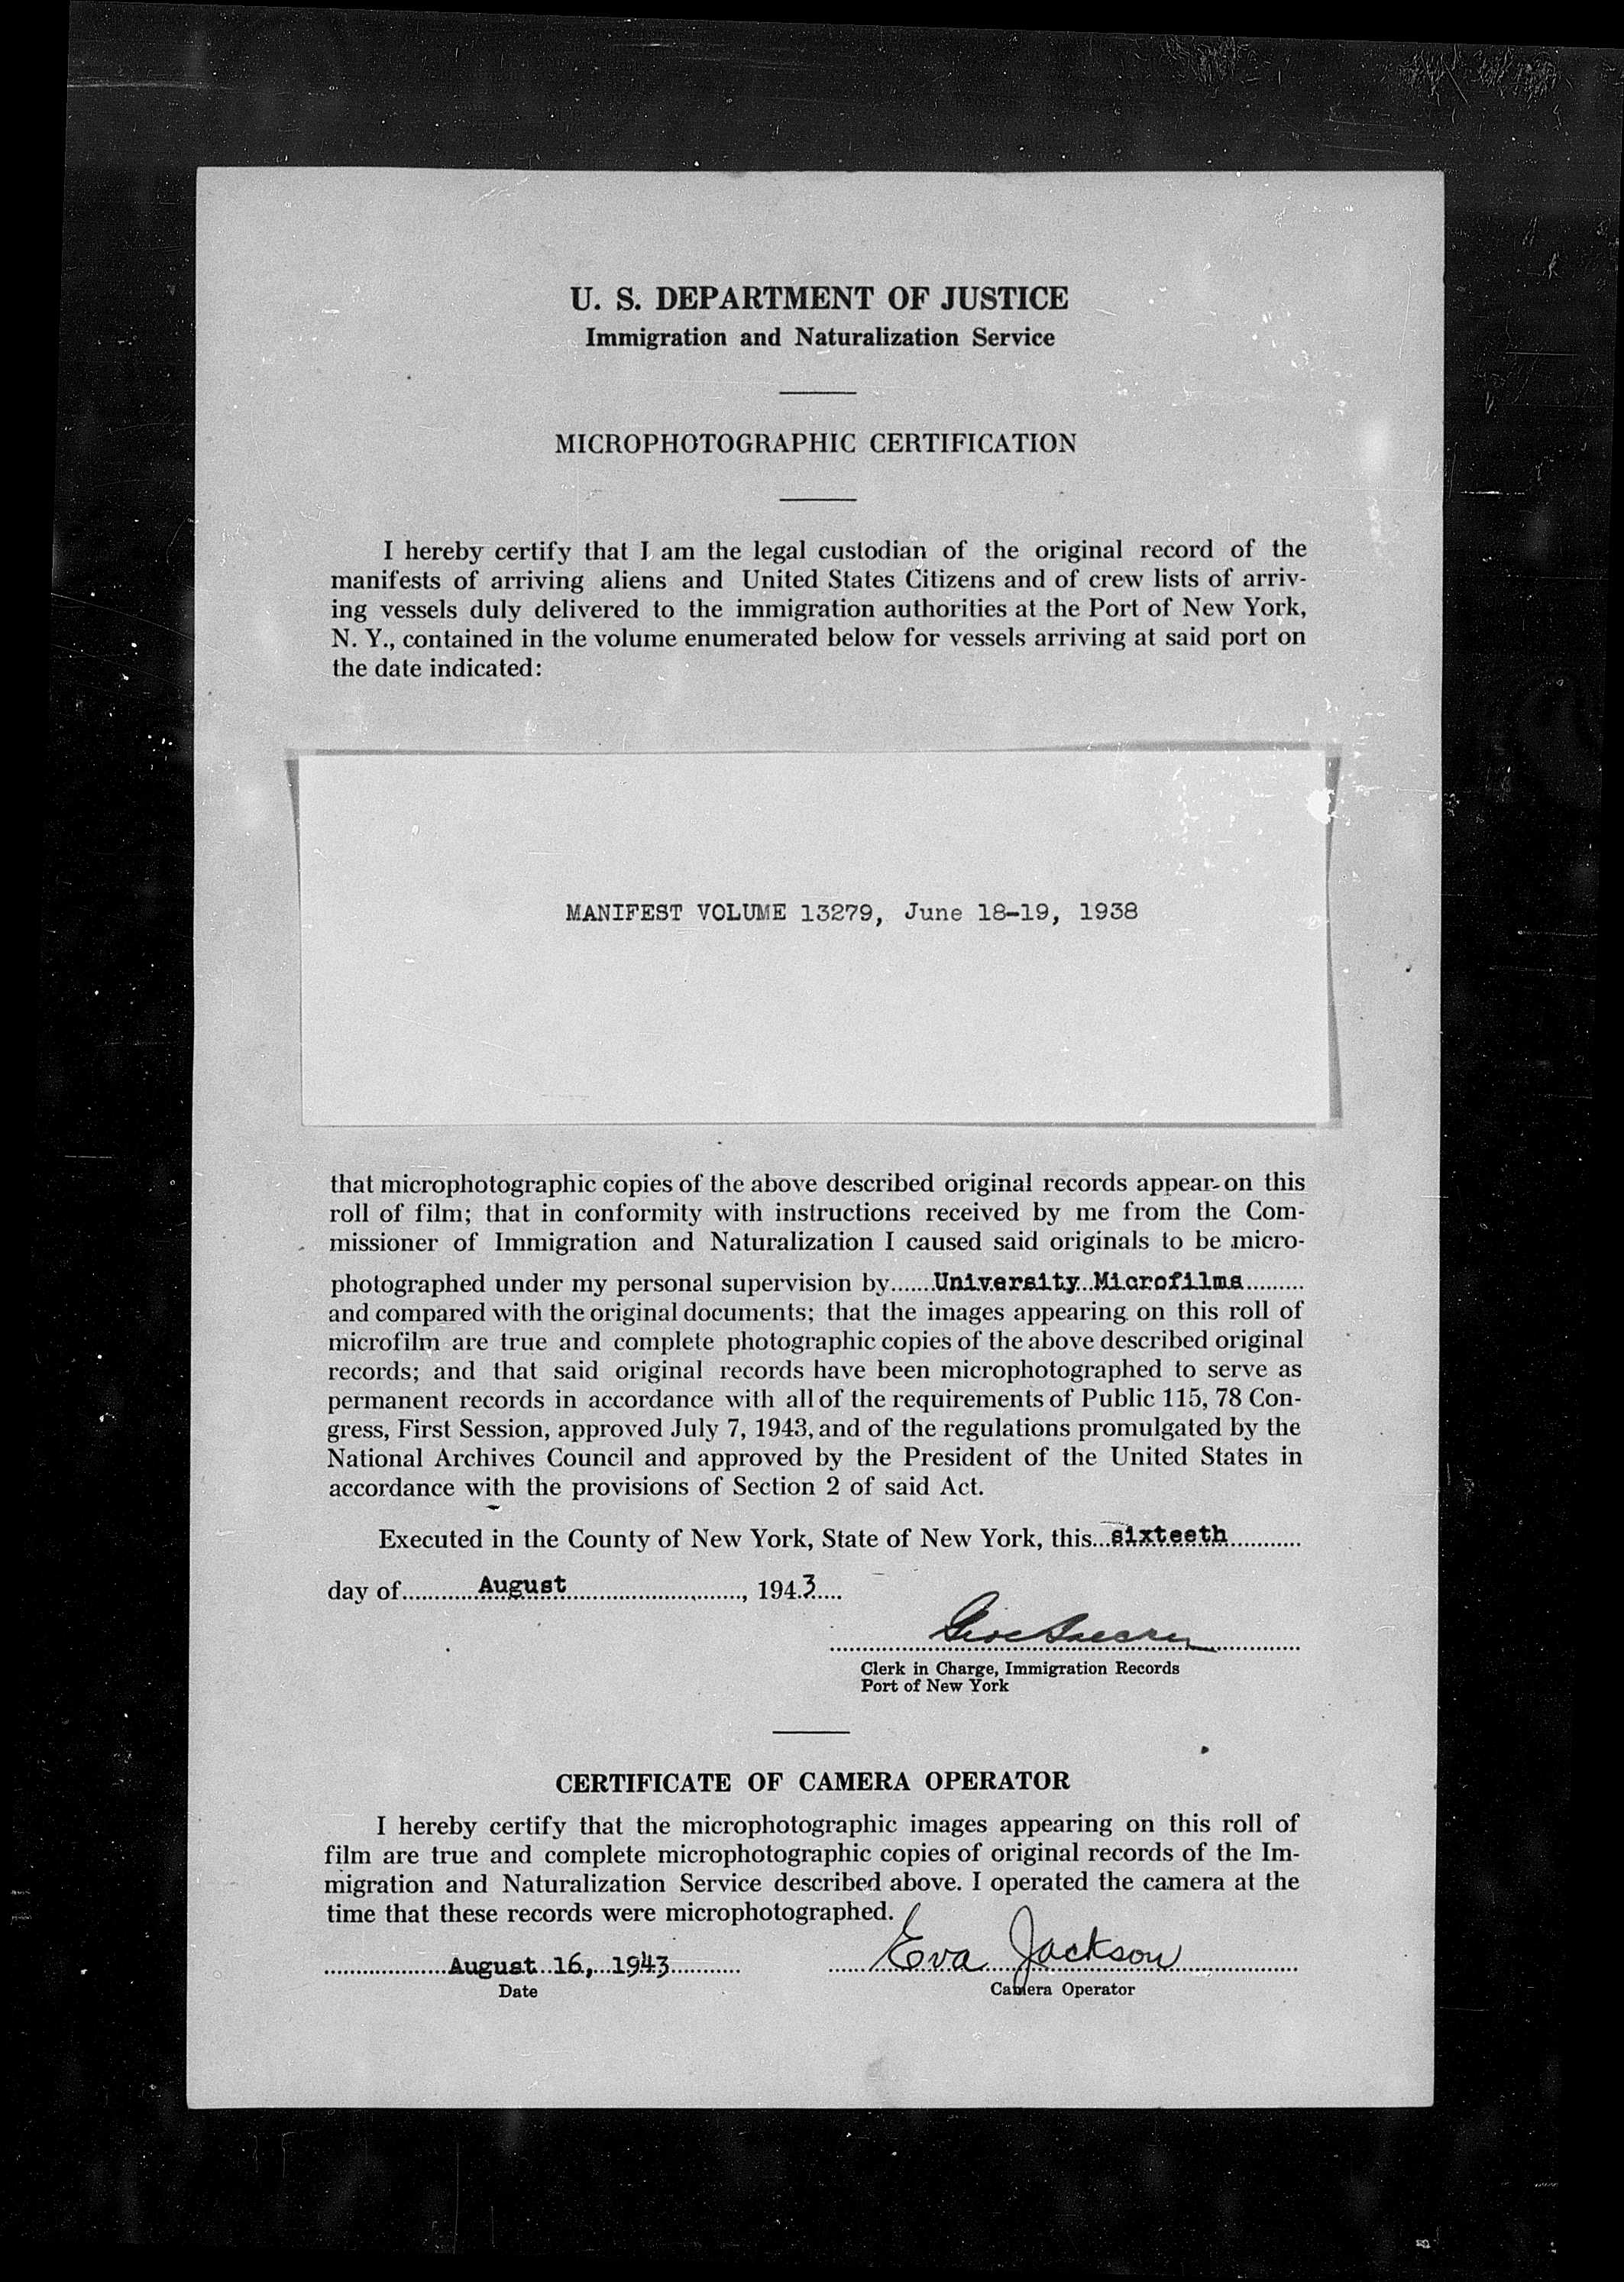 U. S. DEPARTMENT OF JUSTICE
Immigration and Naturalization Service
MICROPHOTOGRAPHIC CERTIFICATION
I hereby certify that I am the legal custodian of the original record of the
manifests of arriving aliens and United States Citizens and of crew lists of arriv-
ing vessels duly delivered to the immigration authorities at the Port of New York,
N. Y., contained in the volume enumerated below for vessels arriving at said port on
the date indicated:
MANIFEST VOLUME 13279, June 18-19, 1938
that microphotographic copies of the above described original records appear on this
roll of film; that in conformity with instructions received by me from the Com-
missioner of Immigration and Naturalization I caused said originals to be micro-
photographed under my personal supervision by......University Microfilms.........
and compared with the original documents; that the images appearing on this roll of
microfilm are true and complete photographic copies of the above described original
records; and that said original records have been microphotographed to serve as
permanent records in accordance with all of the requirements of Public 115, 78 Con-
gress, First Session, approved July 7, 1943, and of the regulations promulgated by the
National Archives Council and approved by the President of the United States in
accordance with the provisions of Section 2 of said Act.
Executed in the County of New York, State of New York, this...sixteeth............
day of............August............................, 1943....
Clerk in Charge, Immigration Records
Port of New York
CERTIFICATE OF CAMERA OPERATOR
I hereby certify that the microphotographic images appearing on this roll of
film are true and complete microphotographic copies of original records of the Im-
migration and Naturalization Service described above. I operated the camera at the
time that these records were microphotographed.
August 16, 1943 Eva Jackson
Date Camera Operator